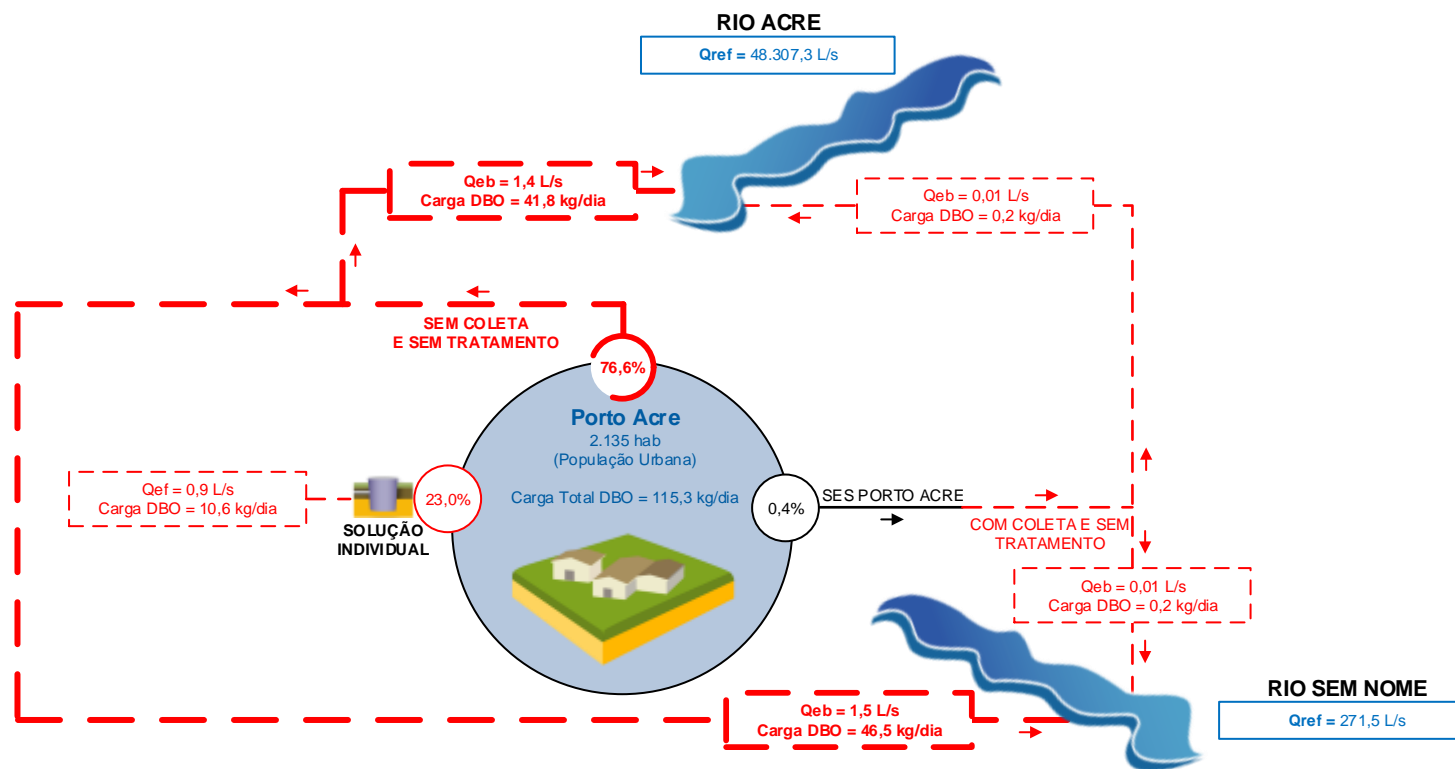 RIO ACRE
Qref = 48.307,3 L/s
Qeb = 1,4 L/s
Carga DBO = 41,8 kg/dia
Qeb = 0,01 L/s
Carga DBO = 0,2 kg/dia
SEM COLETA
E SEM TRATAMENTO
76,6%
Porto Acre
2.135 hab
(População Urbana)
Carga Total DBO = 115,3 kg/dia
Qef = 0,9 L/s
Carga DBO = 10,6 kg/dia
SOLUÇÃO
INDIVIDUAL
23,0%
0,4%
SES PORTO ACRE
COM COLETA E SEM
TRATAMENTO
Qeb = 0,01 L/s
Carga DBO = 0,2 kg/dia
Qeb = 1,5 L/s
Carga DBO = 46,5 kg/dia
RIO SEM NOME
Qref = 271,5 L/s